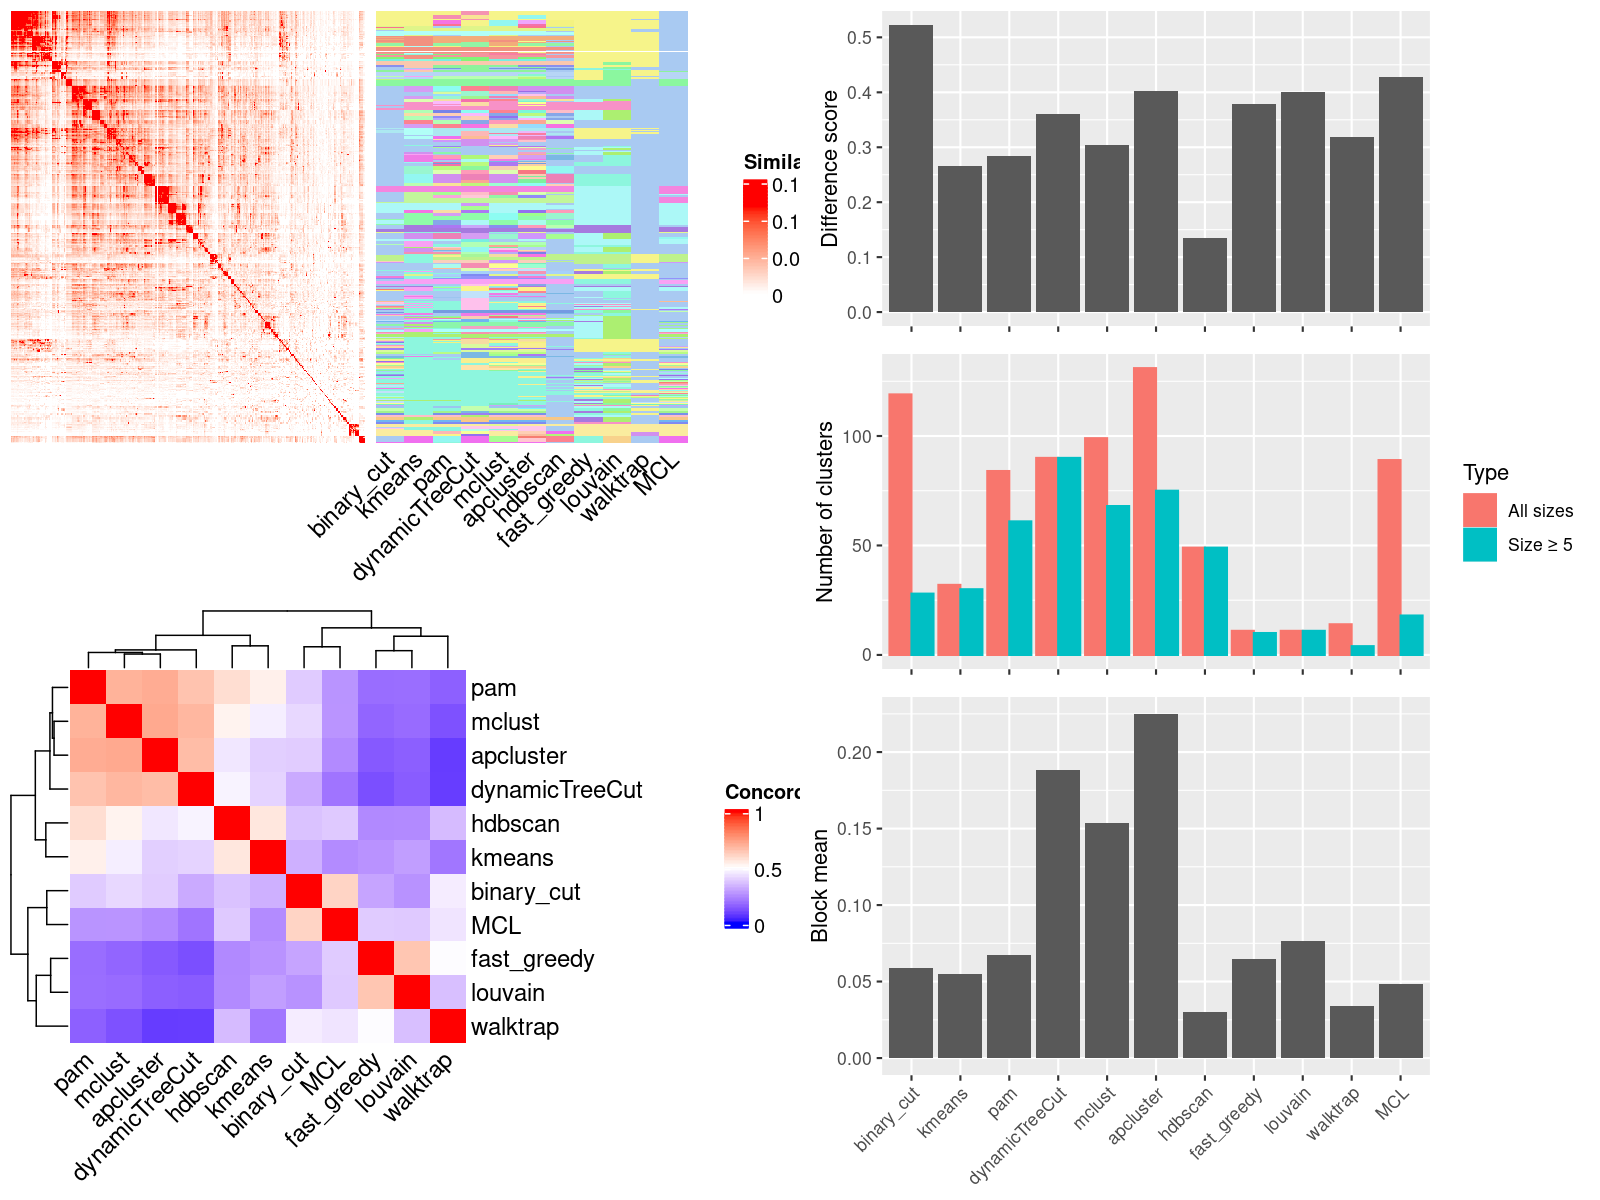 Simila
0.1
0.1
0.0
0
binary_cut
kmeans
pam
dynamicTreeCut
mclust
apcluster
hdbscan
fast_greedy
louvain
walktrap
MCL
pam
mclust
apcluster
dynamicTreeCut
hdbscan
kmeans
binary_cut
MCL
fast_greedy
louvain
walktrap
pam
mclust
apcluster
dynamicTreeCut
hdbscan
kmeans
binary_cut
MCL
fast_greedy
louvain
walktrap
Concord
1
0.5
0
Difference score
0.5
0.4
0.3
0.2
0.1
0.0
Number of clusters
100
50
0
Type
All sizes
Size ≥ 5
Block mean
0.20
0.15
0.10
0.05
0.00
binary_cut
kmeans
pam
dynamicTreeCut
mclust
apcluster
hdbscan
fast_greedy
louvain
walktrap
MCL